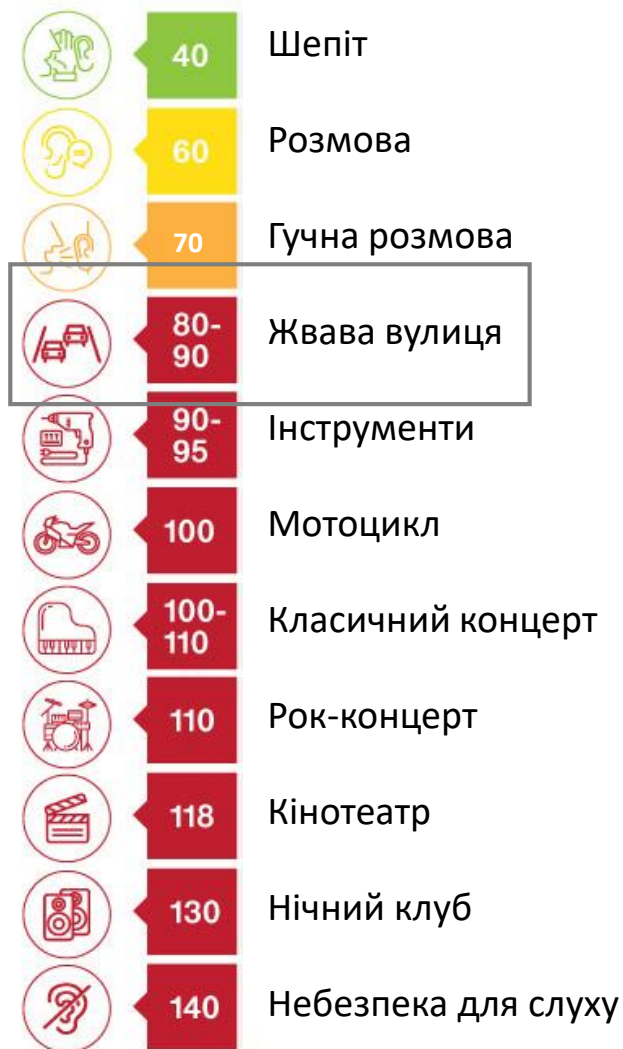 40 Шепіт
60 Розмова
70 Гучна розмова
80-
90 Жвава вулиця
90-
95 Інструменти
100 Мотоцикл
100-
110 Класичний концерт
110 Рок-концерт
118 Кінотеатр
130 Нічний клуб
140 Небезпека для слуху